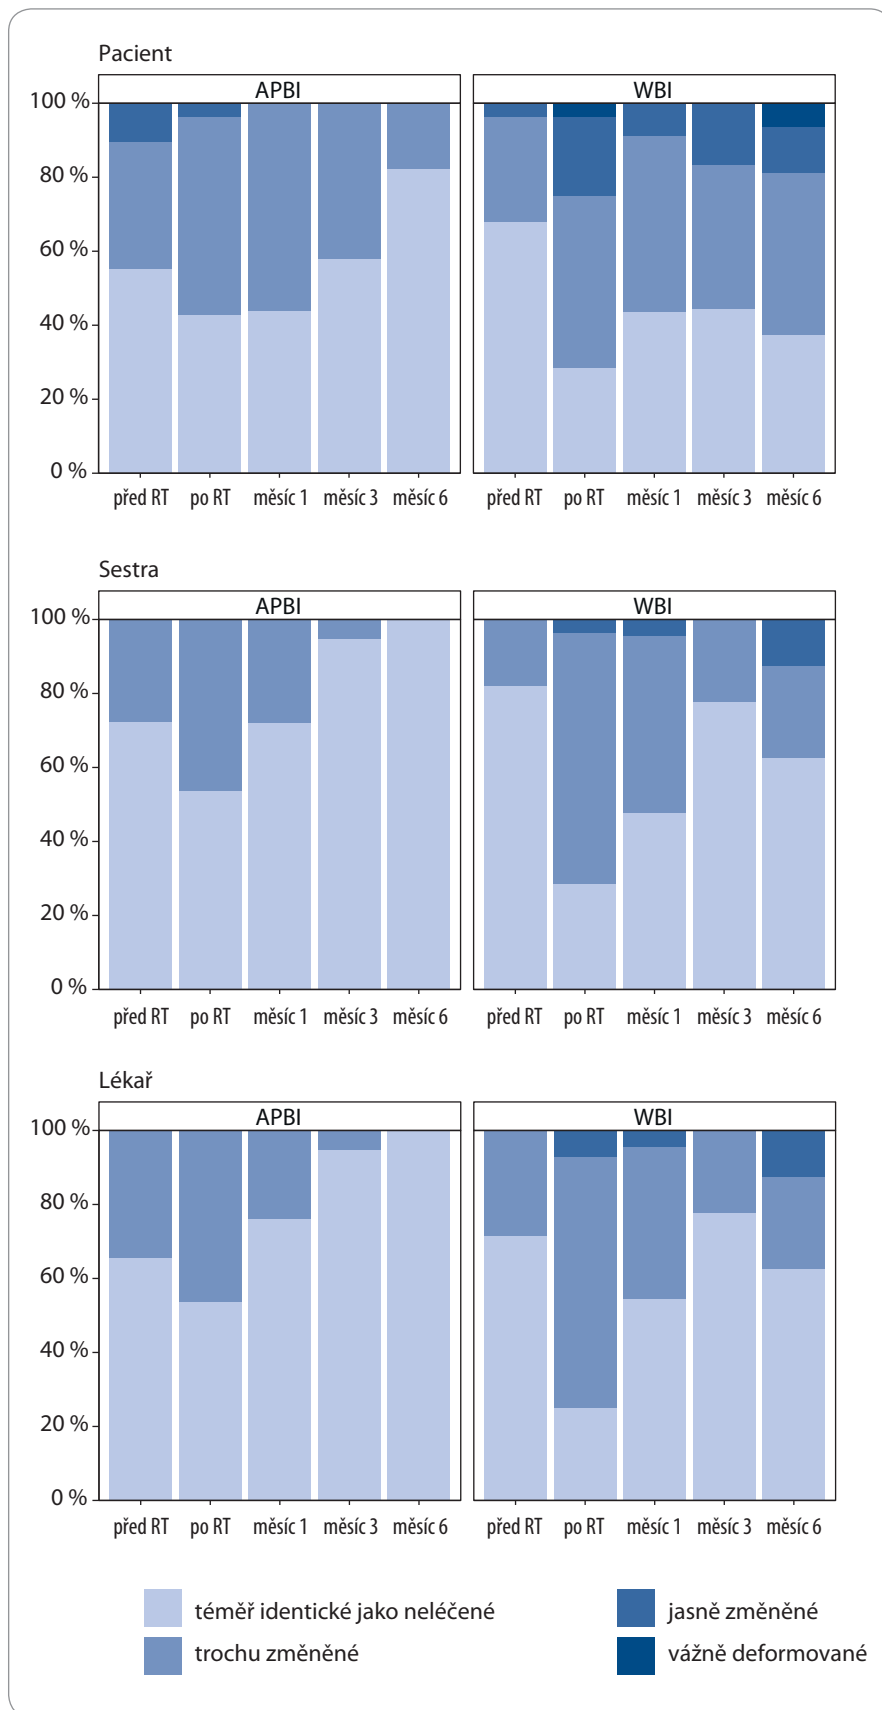 Pacient
APBI WBI
100 %
80 %
60 %
40 %
20 %
0 %
před RT po RT měsíc 1 měsíc 3 měsíc 6 před RT po RT měsíc 1 měsíc 3 měsíc 6
Sestra
APBI WBI
100 %
80 %
60 %
40 %
20 %
0 %
před RT po RT měsíc 1 měsíc 3 měsíc 6 před RT po RT měsíc 1 měsíc 3 měsíc 6
Lékař
APBI WBI
100 %
80 %
60 %
40 %
20 %
0 %
před RT po RT měsíc 1 měsíc 3 měsíc 6 před RT po RT měsíc 1 měsíc 3 měsíc 6
téměř identické jako neléčené jasně změněné
trochu změněné vážně deformované